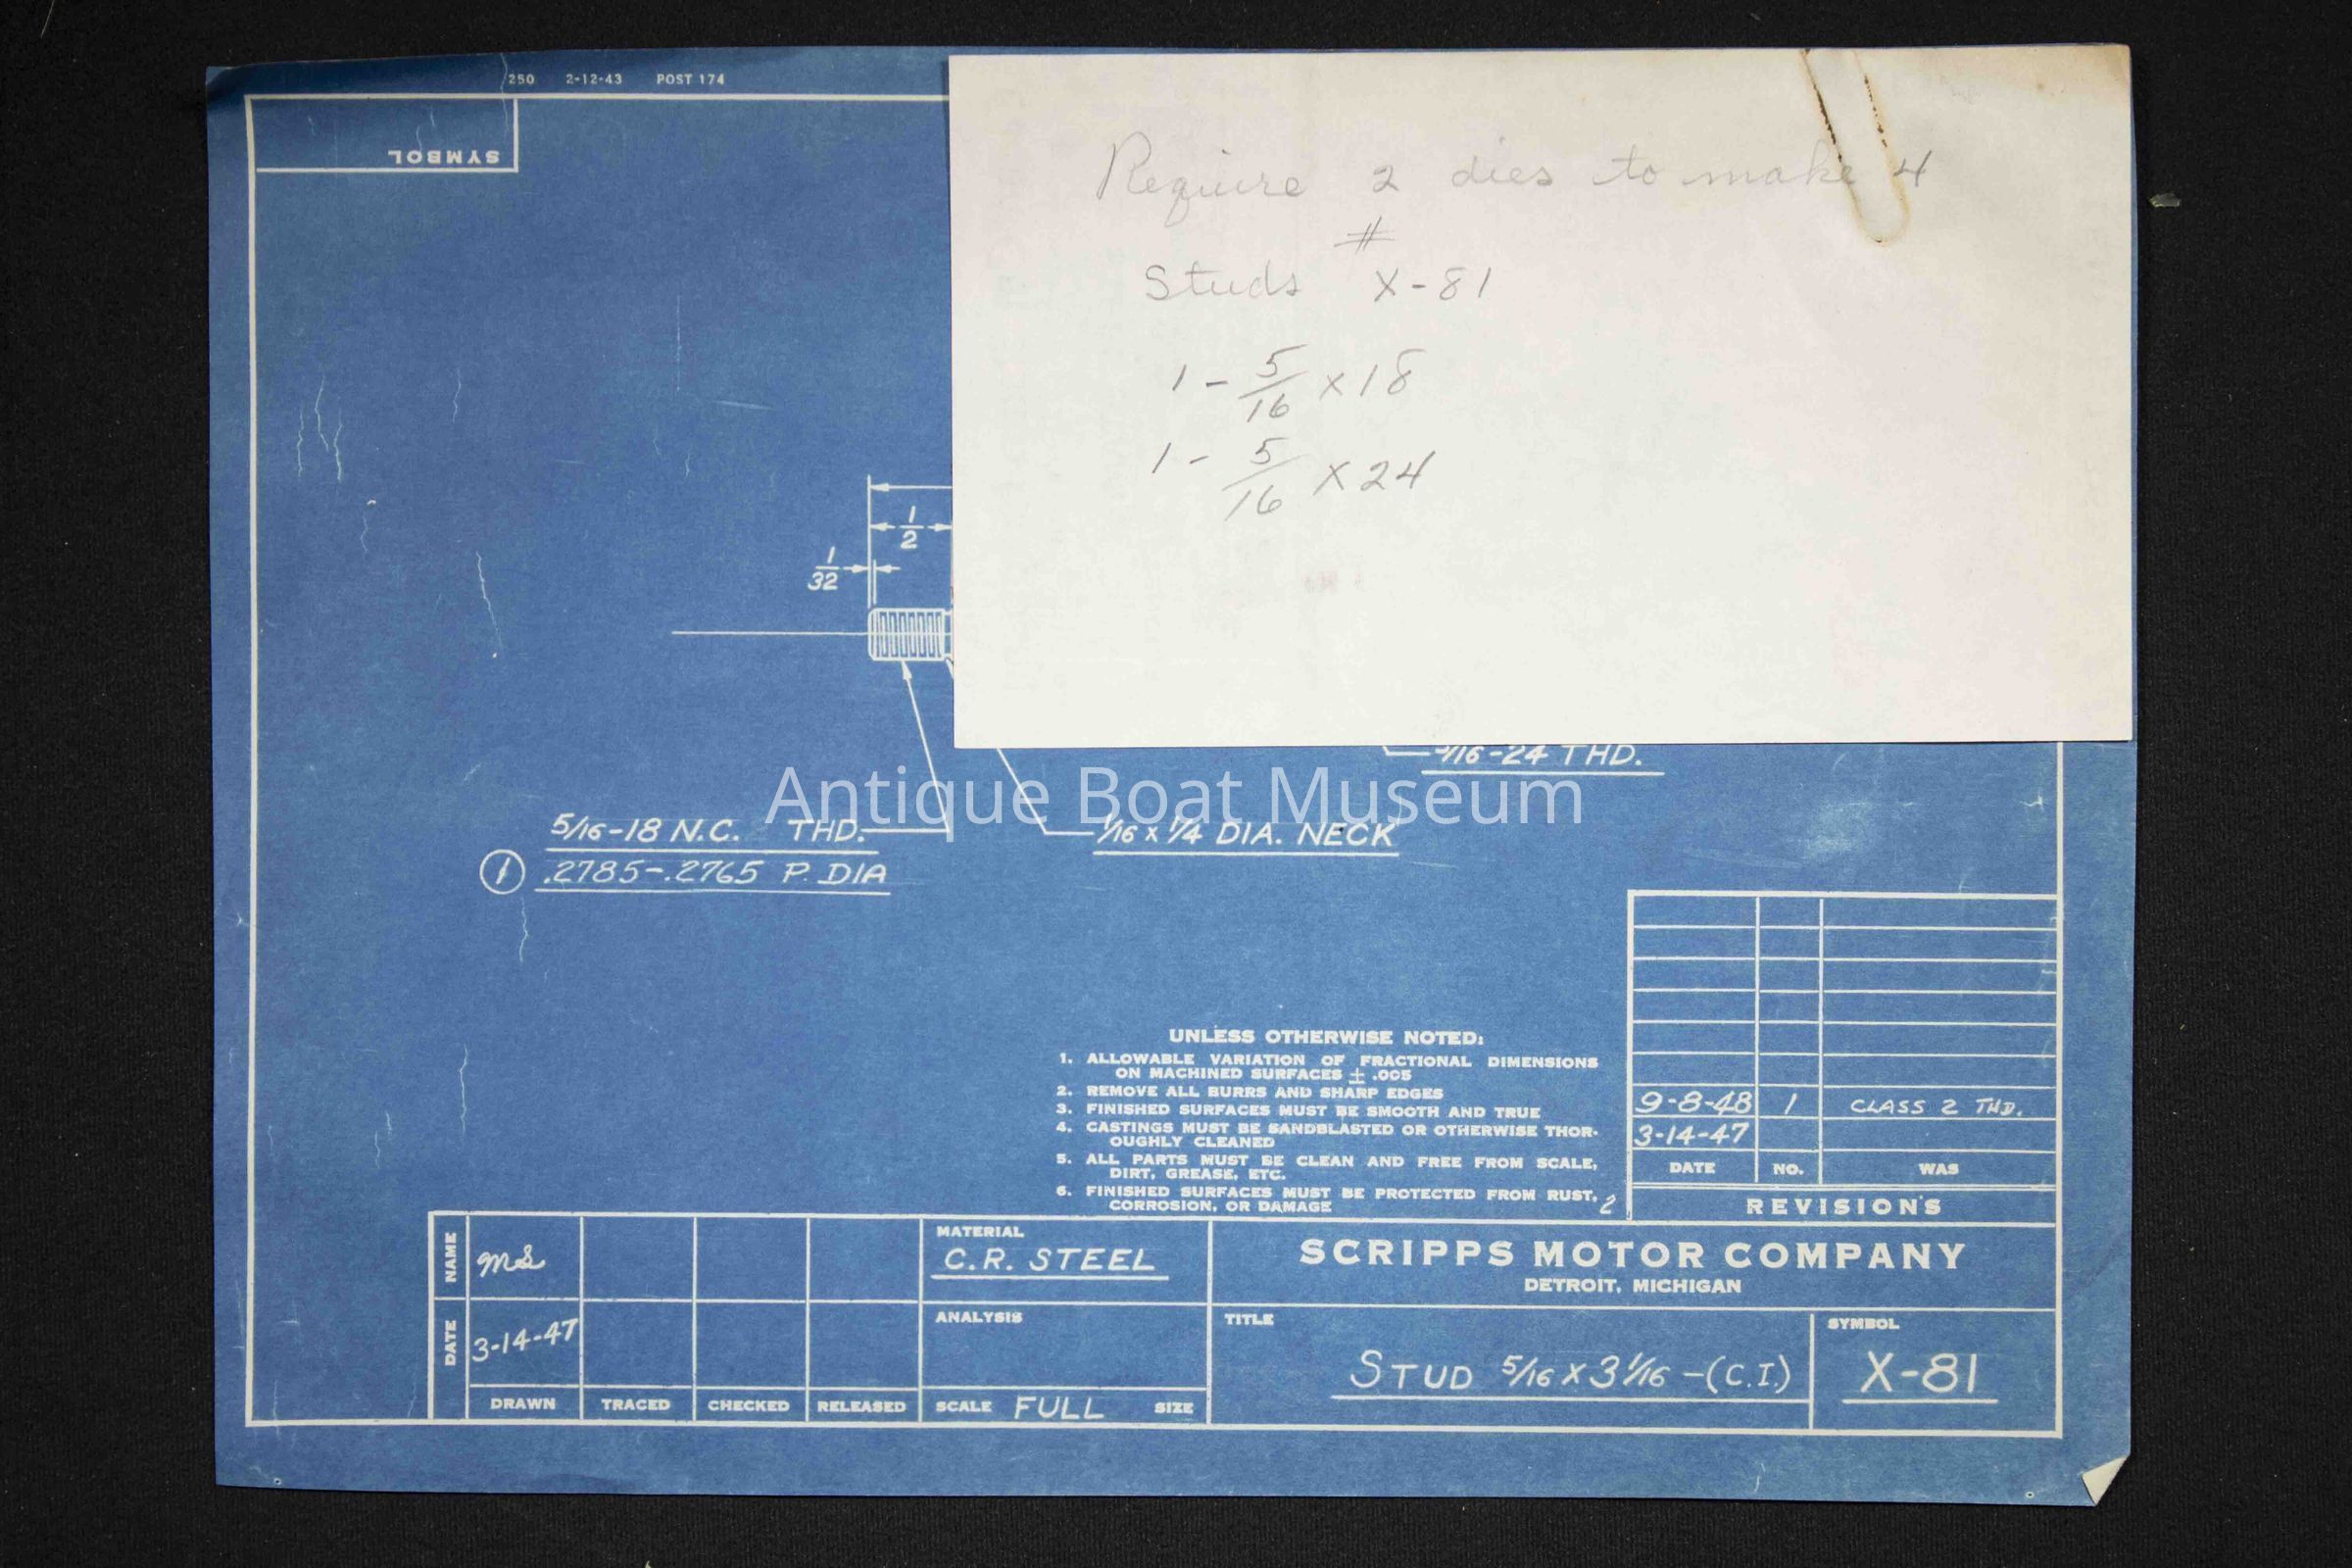 250 2-12-43 POST 174
SYMBOL
Require 2 dies to make 4
#
Studs X-81
1 - 5/16 x 18
1 - 5/16 x 24
1/2
1/32
5/16-24 THD.
Antique Boat Museum
5/16-18 N.C. THD.
1/16 x 1/4 DIA. NECK
1 .2785-.2765 P. DIA
UNLESS OTHERWISE NOTED:
1. ALLOWABLE VARIATION OF FRACTIONAL DIMENSIONS
ON MACHINED SURFACES ± .005
2. REMOVE ALL BURRS AND SHARP EDGES
3. FINISHED SURFACES MUST BE SMOOTH AND TRUE
4. CASTINGS MUST BE SANDBLASTED OR OTHERWISE THOR-
OUGHLY CLEANED
5. ALL PARTS MUST BE CLEAN AND FREE FROM SCALE,
DIRT, GREASE, ETC.
6. FINISHED SURFACES MUST BE PROTECTED FROM RUST,
CORROSION, OR DAMAGE
2
9-8-48 1 CLASS 2 THD.
3-14-47
DATE NO. WAS
REVISIONS
NAME MS
DATE 3-14-47
DRAWN TRACED CHECKED RELEASED
MATERIAL
C.R. STEEL
ANALYSIS
SCALE FULL SIZE
SCRIPPS MOTOR COMPANY
DETROIT, MICHIGAN
TITLE
STUD 5/16 X 3 1/16 -(C.I.)
SYMBOL
X-81